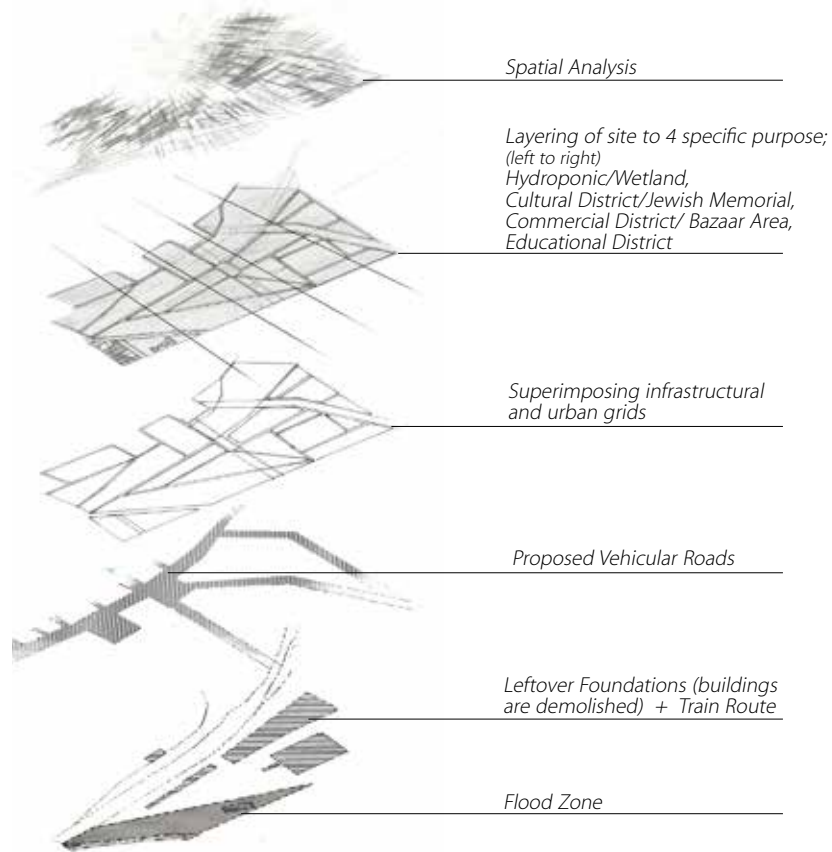 Spatial Analysis
Layering of site to 4 specific purpose;
(left to right)
Hydroponic/Wetland,
Cultural District/Jewish Memorial,
Commercial District/ Bazaar Area,
Educational District
Superimposing infrastructural
and urban grids
Proposed Vehicular Roads
Leftover Foundations (buildings
are demolished) + Train Route
Flood Zone